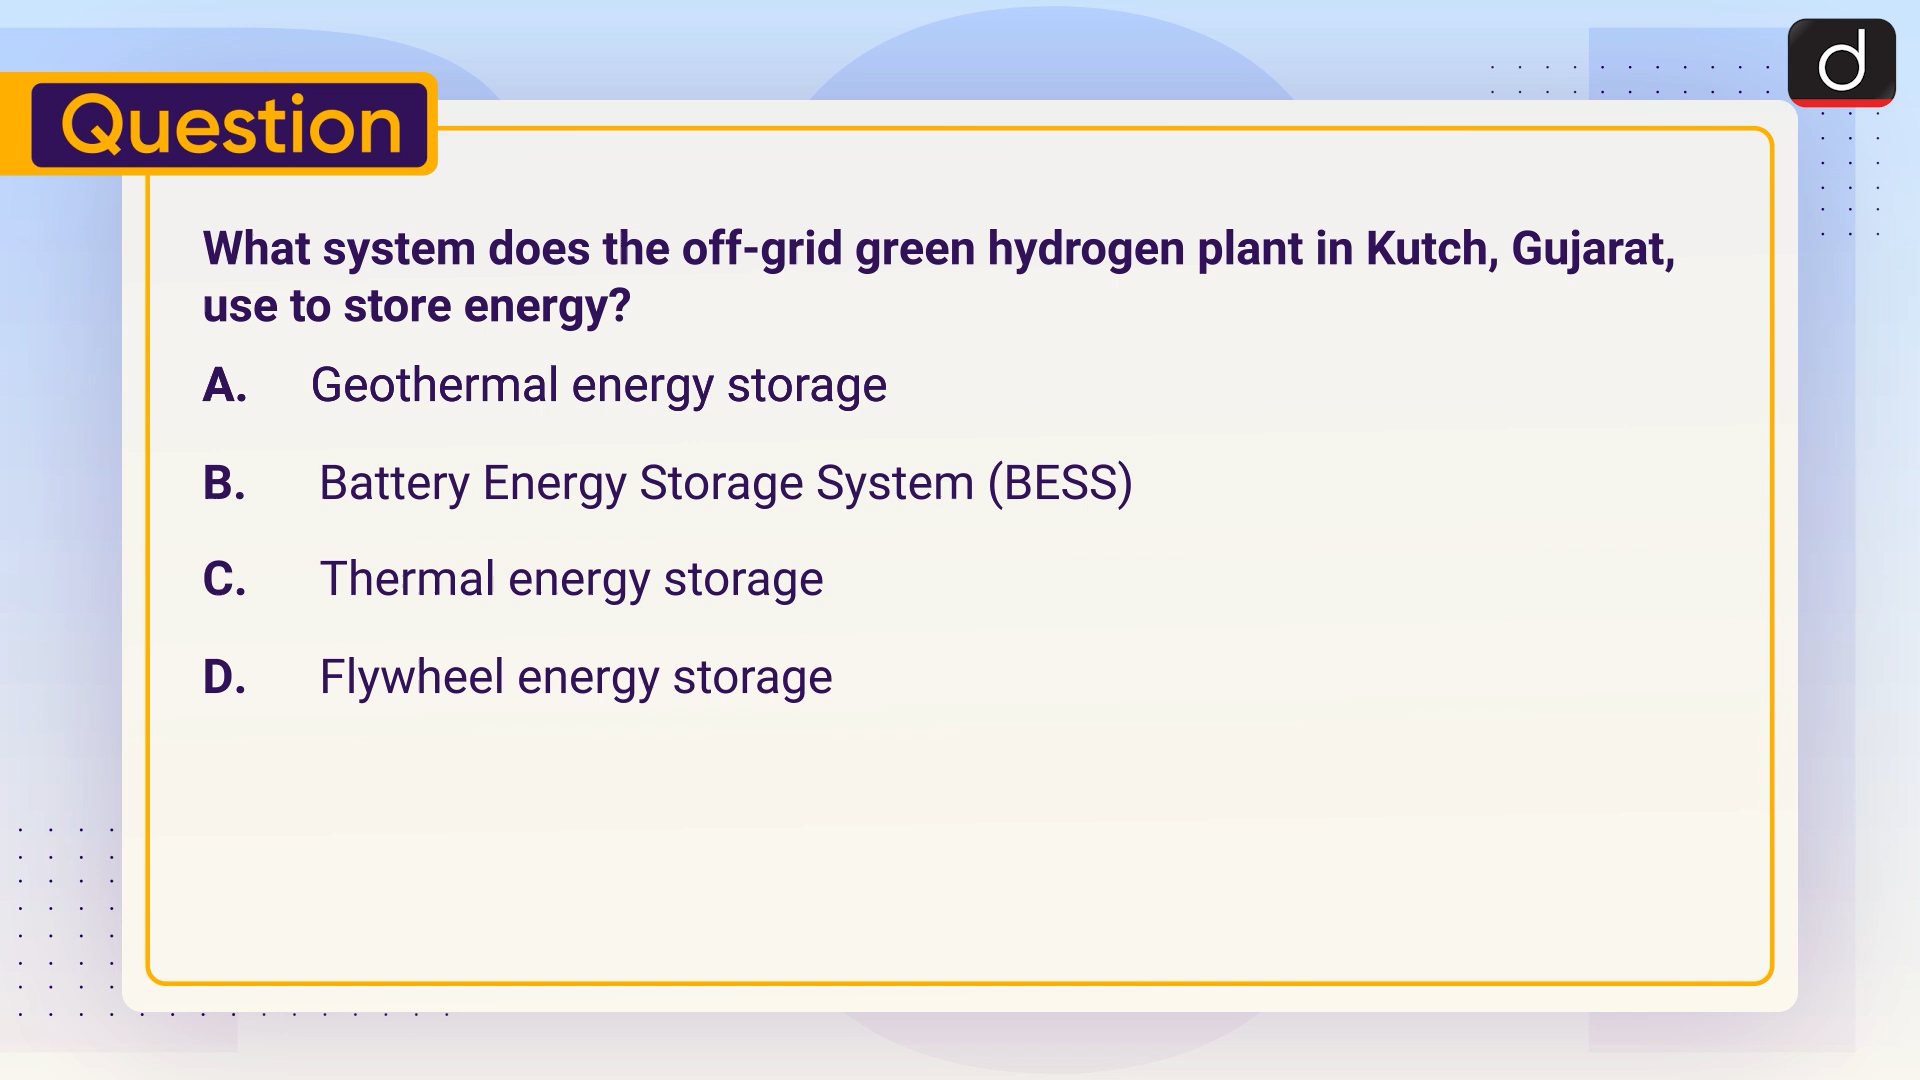 d
Question
What system does the off-grid green hydrogen plant in Kutch, Gujarat,
use to store energy?
A. Geothermal energy storage
B. Battery Energy Storage System (BESS)
C. Thermal energy storage
D. Flywheel energy storage